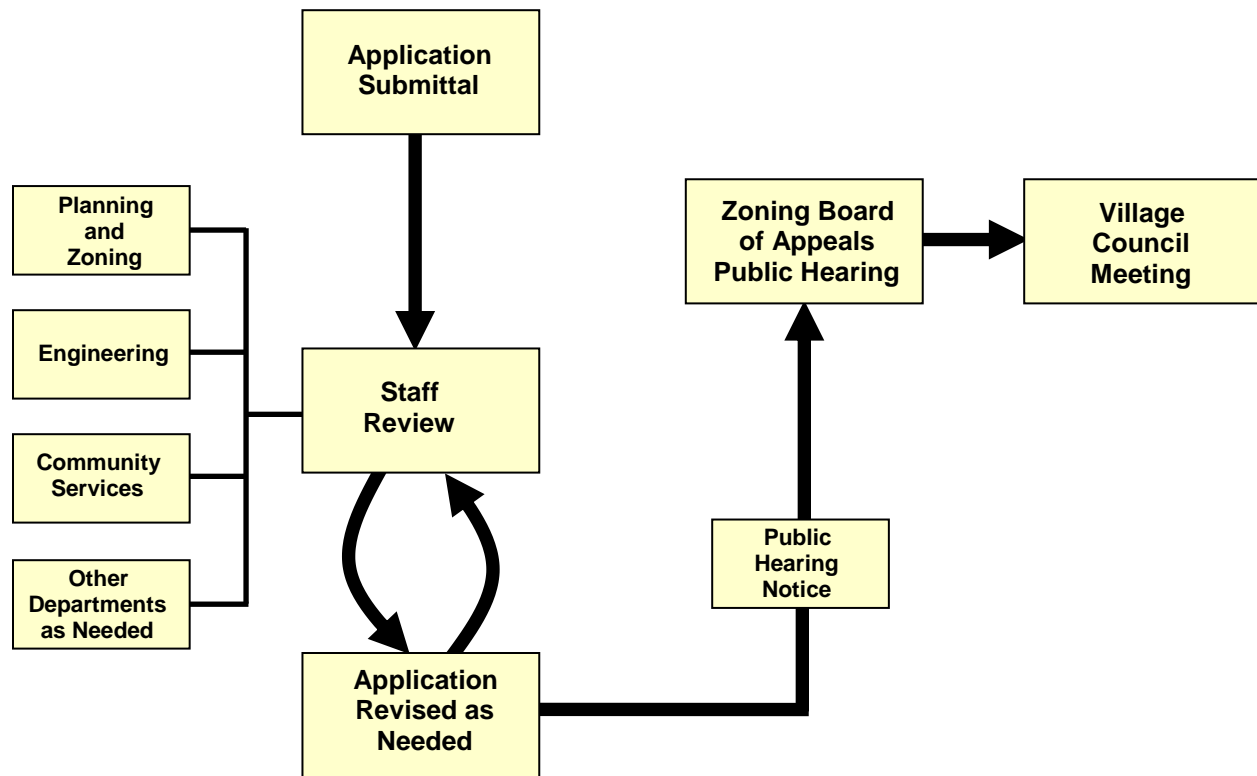 Application
Submittal
Planning
and
Zoning
Engineering
Community
Services
Other
Departments
as Needed
Staff
Review
Application
Revised as
Needed
Public
Hearing
Notice
Zoning Board
of Appeals
Public Hearing
Village
Council
Meeting